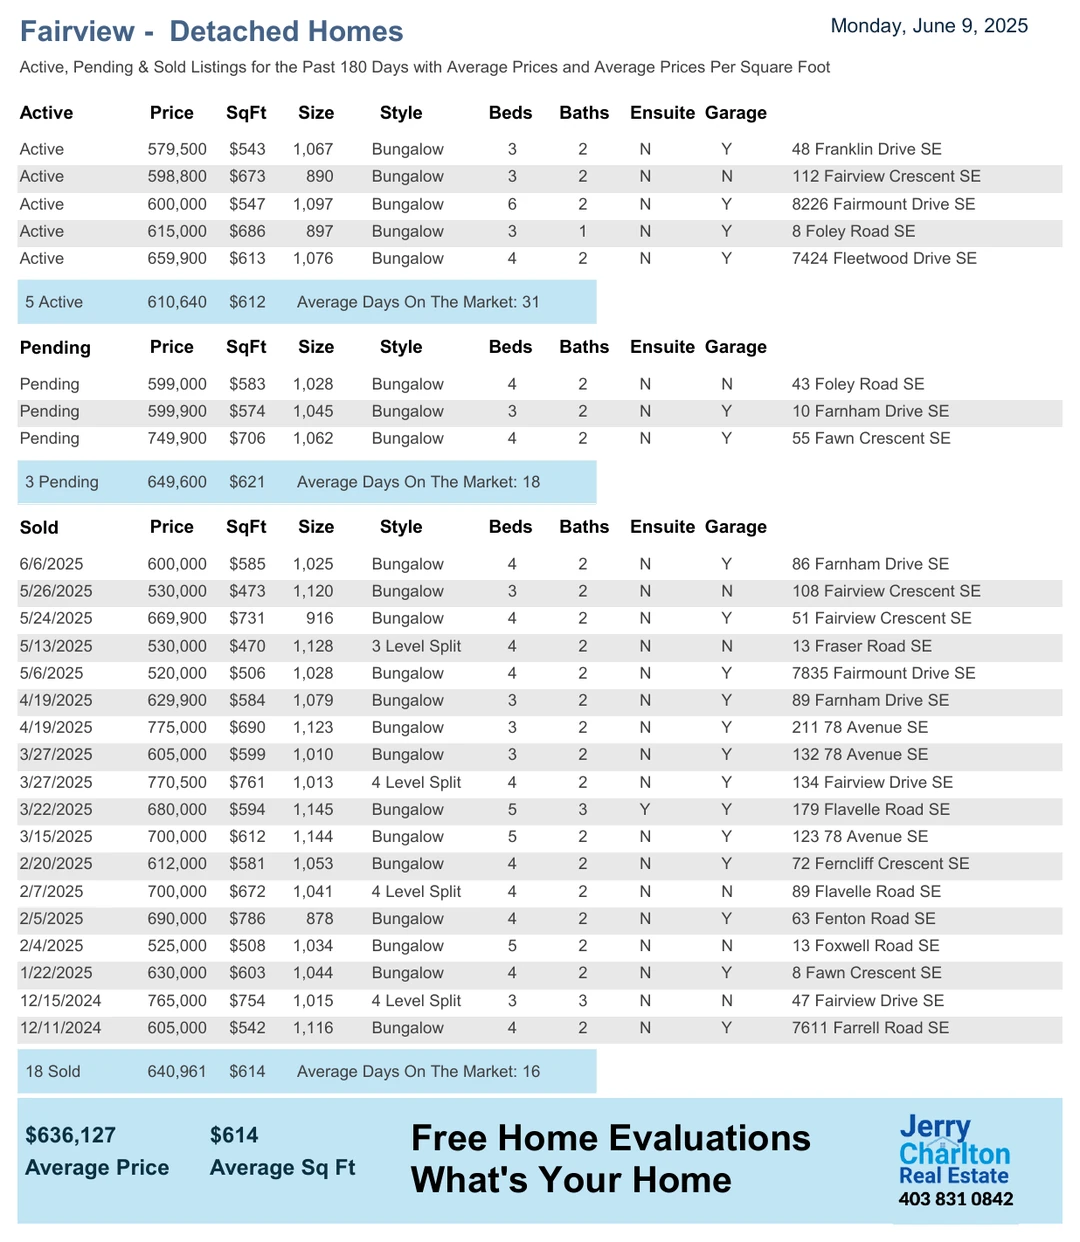 Fairview - Detached Homes
Monday, June 9, 2025
Active, Pending & Sold Listings for the Past 180 Days with Average Prices and Average Prices Per Square Foot
Active Price SqFt Size Style Beds Baths Ensuite Garage
Active 579,500 $543 1,067 Bungalow 3 2 N Y 48 Franklin Drive SE
Active 598,800 $673 890 Bungalow 3 2 N N 112 Fairview Crescent SE
Active 600,000 $547 1,097 Bungalow 6 2 N Y 8226 Fairmount Drive SE
Active 615,000 $686 897 Bungalow 3 1 N Y 8 Foley Road SE
Active 659,900 $613 1,076 Bungalow 4 2 N Y 7424 Fleetwood Drive SE
5 Active 610,640 $612 Average Days On The Market: 31
Pending Price SqFt Size Style Beds Baths Ensuite Garage
Pending 599,000 $583 1,028 Bungalow 4 2 N N 43 Foley Road SE
Pending 599,900 $574 1,045 Bungalow 3 2 N Y 10 Farnham Drive SE
Pending 749,900 $706 1,062 Bungalow 4 2 N Y 55 Fawn Crescent SE
3 Pending 649,600 $621 Average Days On The Market: 18
Sold Price SqFt Size Style Beds Baths Ensuite Garage
6/6/2025 600,000 $585 1,025 Bungalow 4 2 N Y 86 Farnham Drive SE
5/26/2025 530,000 $473 1,120 Bungalow 3 2 N N 108 Fairview Crescent SE
5/24/2025 669,900 $731 916 Bungalow 4 2 N Y 51 Fairview Crescent SE
5/13/2025 530,000 $470 1,128 3 Level Split 4 2 N N 13 Fraser Road SE
5/6/2025 520,000 $506 1,028 Bungalow 4 2 N Y 7835 Fairmount Drive SE
4/19/2025 629,900 $584 1,079 Bungalow 3 2 N Y 89 Farnham Drive SE
4/19/2025 775,000 $690 1,123 Bungalow 3 2 N Y 211 78 Avenue SE
3/27/2025 605,000 $599 1,010 Bungalow 3 2 N Y 132 78 Avenue SE
3/27/2025 770,500 $761 1,013 4 Level Split 4 2 N Y 134 Fairview Drive SE
3/22/2025 680,000 $594 1,145 Bungalow 5 3 Y Y 179 Flavelle Road SE
3/15/2025 700,000 $612 1,144 Bungalow 5 2 N Y 123 78 Avenue SE
2/20/2025 612,000 $581 1,053 Bungalow 4 2 N Y 72 Ferncliff Crescent SE
2/7/2025 700,000 $672 1,041 4 Level Split 4 2 N N 89 Flavelle Road SE
2/5/2025 690,000 $786 878 Bungalow 4 2 N Y 63 Fenton Road SE
2/4/2025 525,000 $508 1,034 Bungalow 5 2 N N 13 Foxwell Road SE
1/22/2025 630,000 $603 1,044 Bungalow 4 2 N Y 8 Fawn Crescent SE
12/15/2024 765,000 $754 1,015 4 Level Split 3 3 N N 47 Fairview Drive SE
12/11/2024 605,000 $542 1,116 Bungalow 4 2 N Y 7611 Farrell Road SE
18 Sold 640,961 $614 Average Days On The Market: 16
$636,127 $614
Average Price Average Sq Ft
Free Home Evaluations
What's Your Home
Jerry
Charlton
Real Estate
403 831 0842